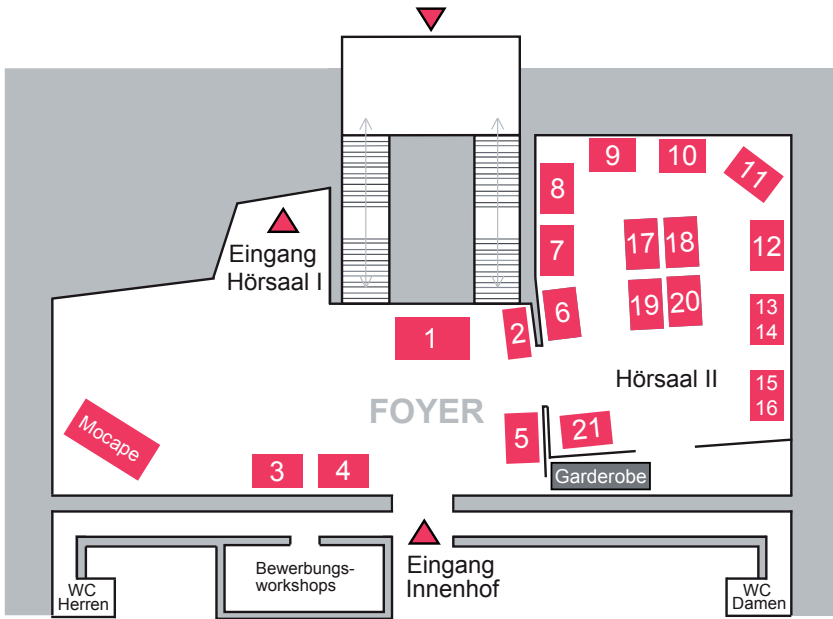 9
10
11
8
7
17
18
12
Eingang
Hörsaal I
6
19
20
13
14
1
2
Hörsaal II
15
16
FOYER
Mocape
5
21
3
4
Garderobe
Eingang
Innenhof
Bewerbungs-
workshops
WC
Herren
WC
Damen